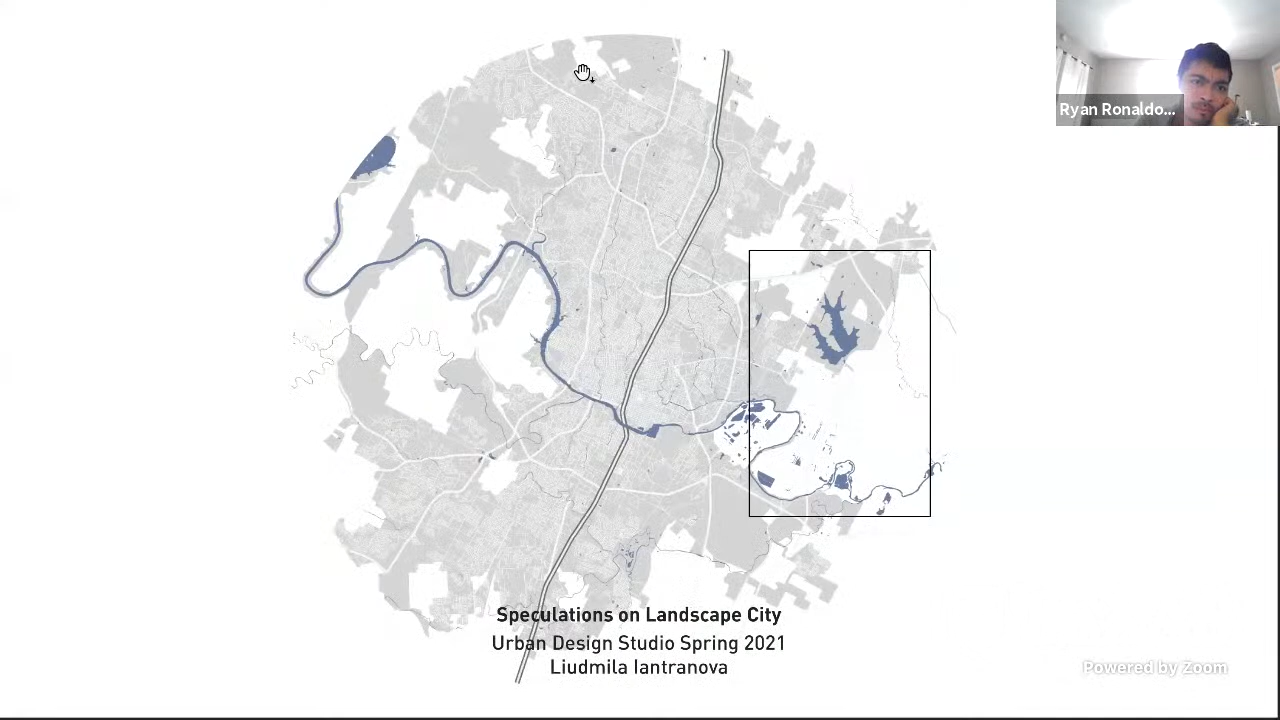 Ryan Ronaldo...
Speculations on Landscape City
Urban Design Studio Spring 2021
Liudmila Iantranova
Powered by Zoom